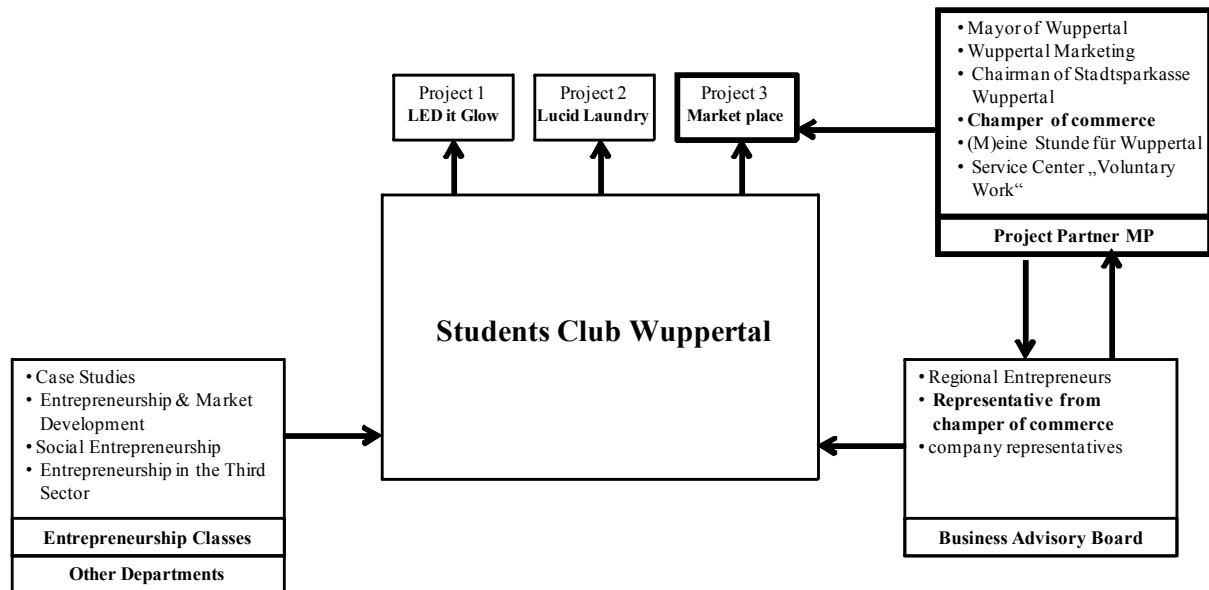 Project 1
LED it Glow
Project 2
Lucid Laundry
Project 3
Market place
• Mayor of Wuppertal
• Wuppertal Marketing
• Chairman of Stadtsparkasse
Wuppertal
• Champer of commerce
• (M)eine Stunde für Wuppertal
• Service Center „Voluntary
Work“
Project Partner MP
Students Club Wuppertal
• Case Studies
• Entrepreneurship & Market
Development
• Social Entrepreneurship
• Entrepreneurship in the Third
Sector
Entrepreneurship Classes
Other Departments
• Regional Entrepreneurs
• Representative from
champer of commerce
• company representatives
Business Advisory Board